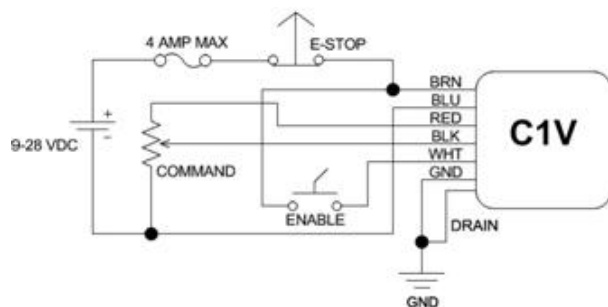 4 AMP MAX
E-STOP
BRN
BLU
RED
BLK
WHT
GND
C1V
+
-
9-28 VDC
COMMAND
ENABLE
DRAIN
GND